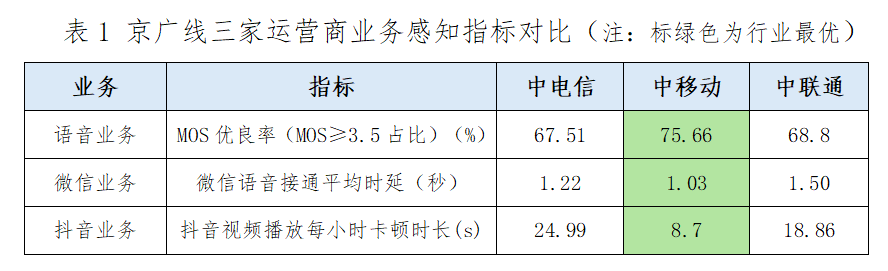 表 1 京广线三家运营商业务感知指标对比（注：标绿色为行业最优）
业务 指标 中电信 中移动 中联通
语音业务 MOS 优良率（MOS≥3.5 占比）（%） 67.51 75.66 68.8
微信业务 微信语音接通平均时延（秒） 1.22 1.03 1.50
抖音业务 抖音视频播放每小时卡顿时长(s) 24.99 8.7 18.86